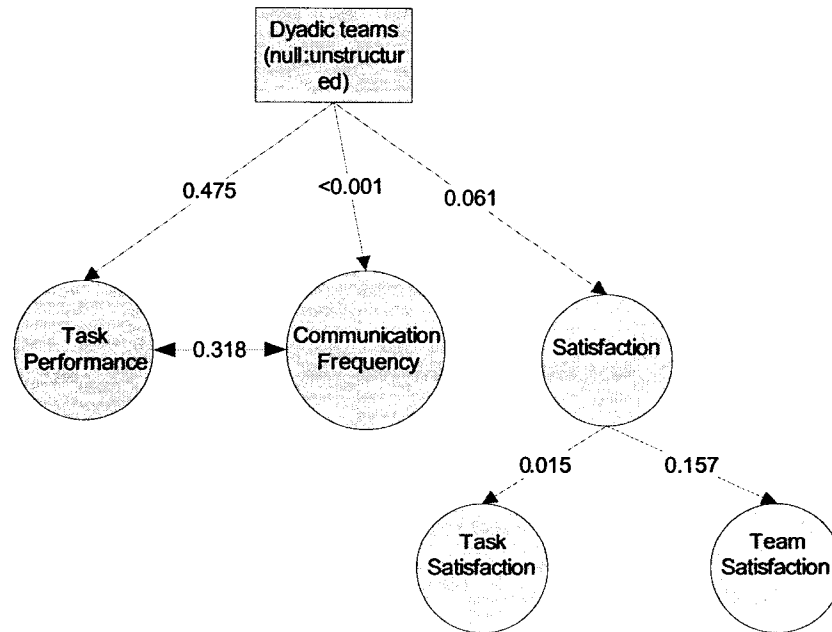 Dyadic teams
(null:unstructur
ed)
0.475
<0.001
0.061
Task
Performance
0.318
Communication
Frequency
Satisfaction
0.015
0.157
Task
Satisfaction
Team
Satisfaction